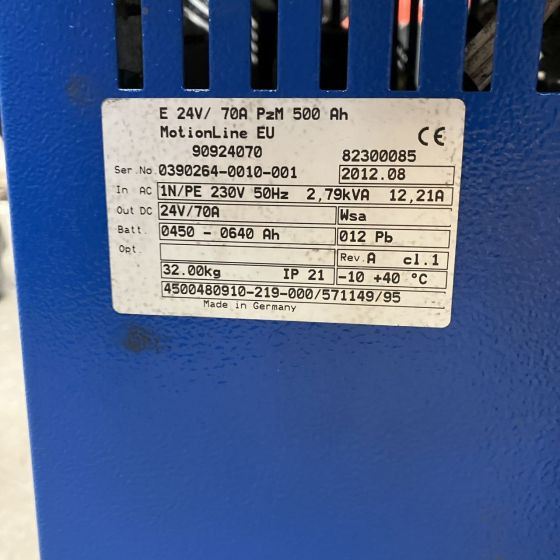 E 24V/ 70A PzM 500 Ah
MotionLine EU
CE
90924070
82300085
Ser.No. 0390264-0010-001 2012.08
In AC 1N/PE 230V 50Hz 2,79kVA 12,21A
Out DC 24V/70A Wsa
Batt. 0450 - 0640 Ah 012 Pb
Opt. Rev. A cl.1
32.00kg IP 21 -10 +40 °C
4500480910-219-000/571149/95
Made in Germany